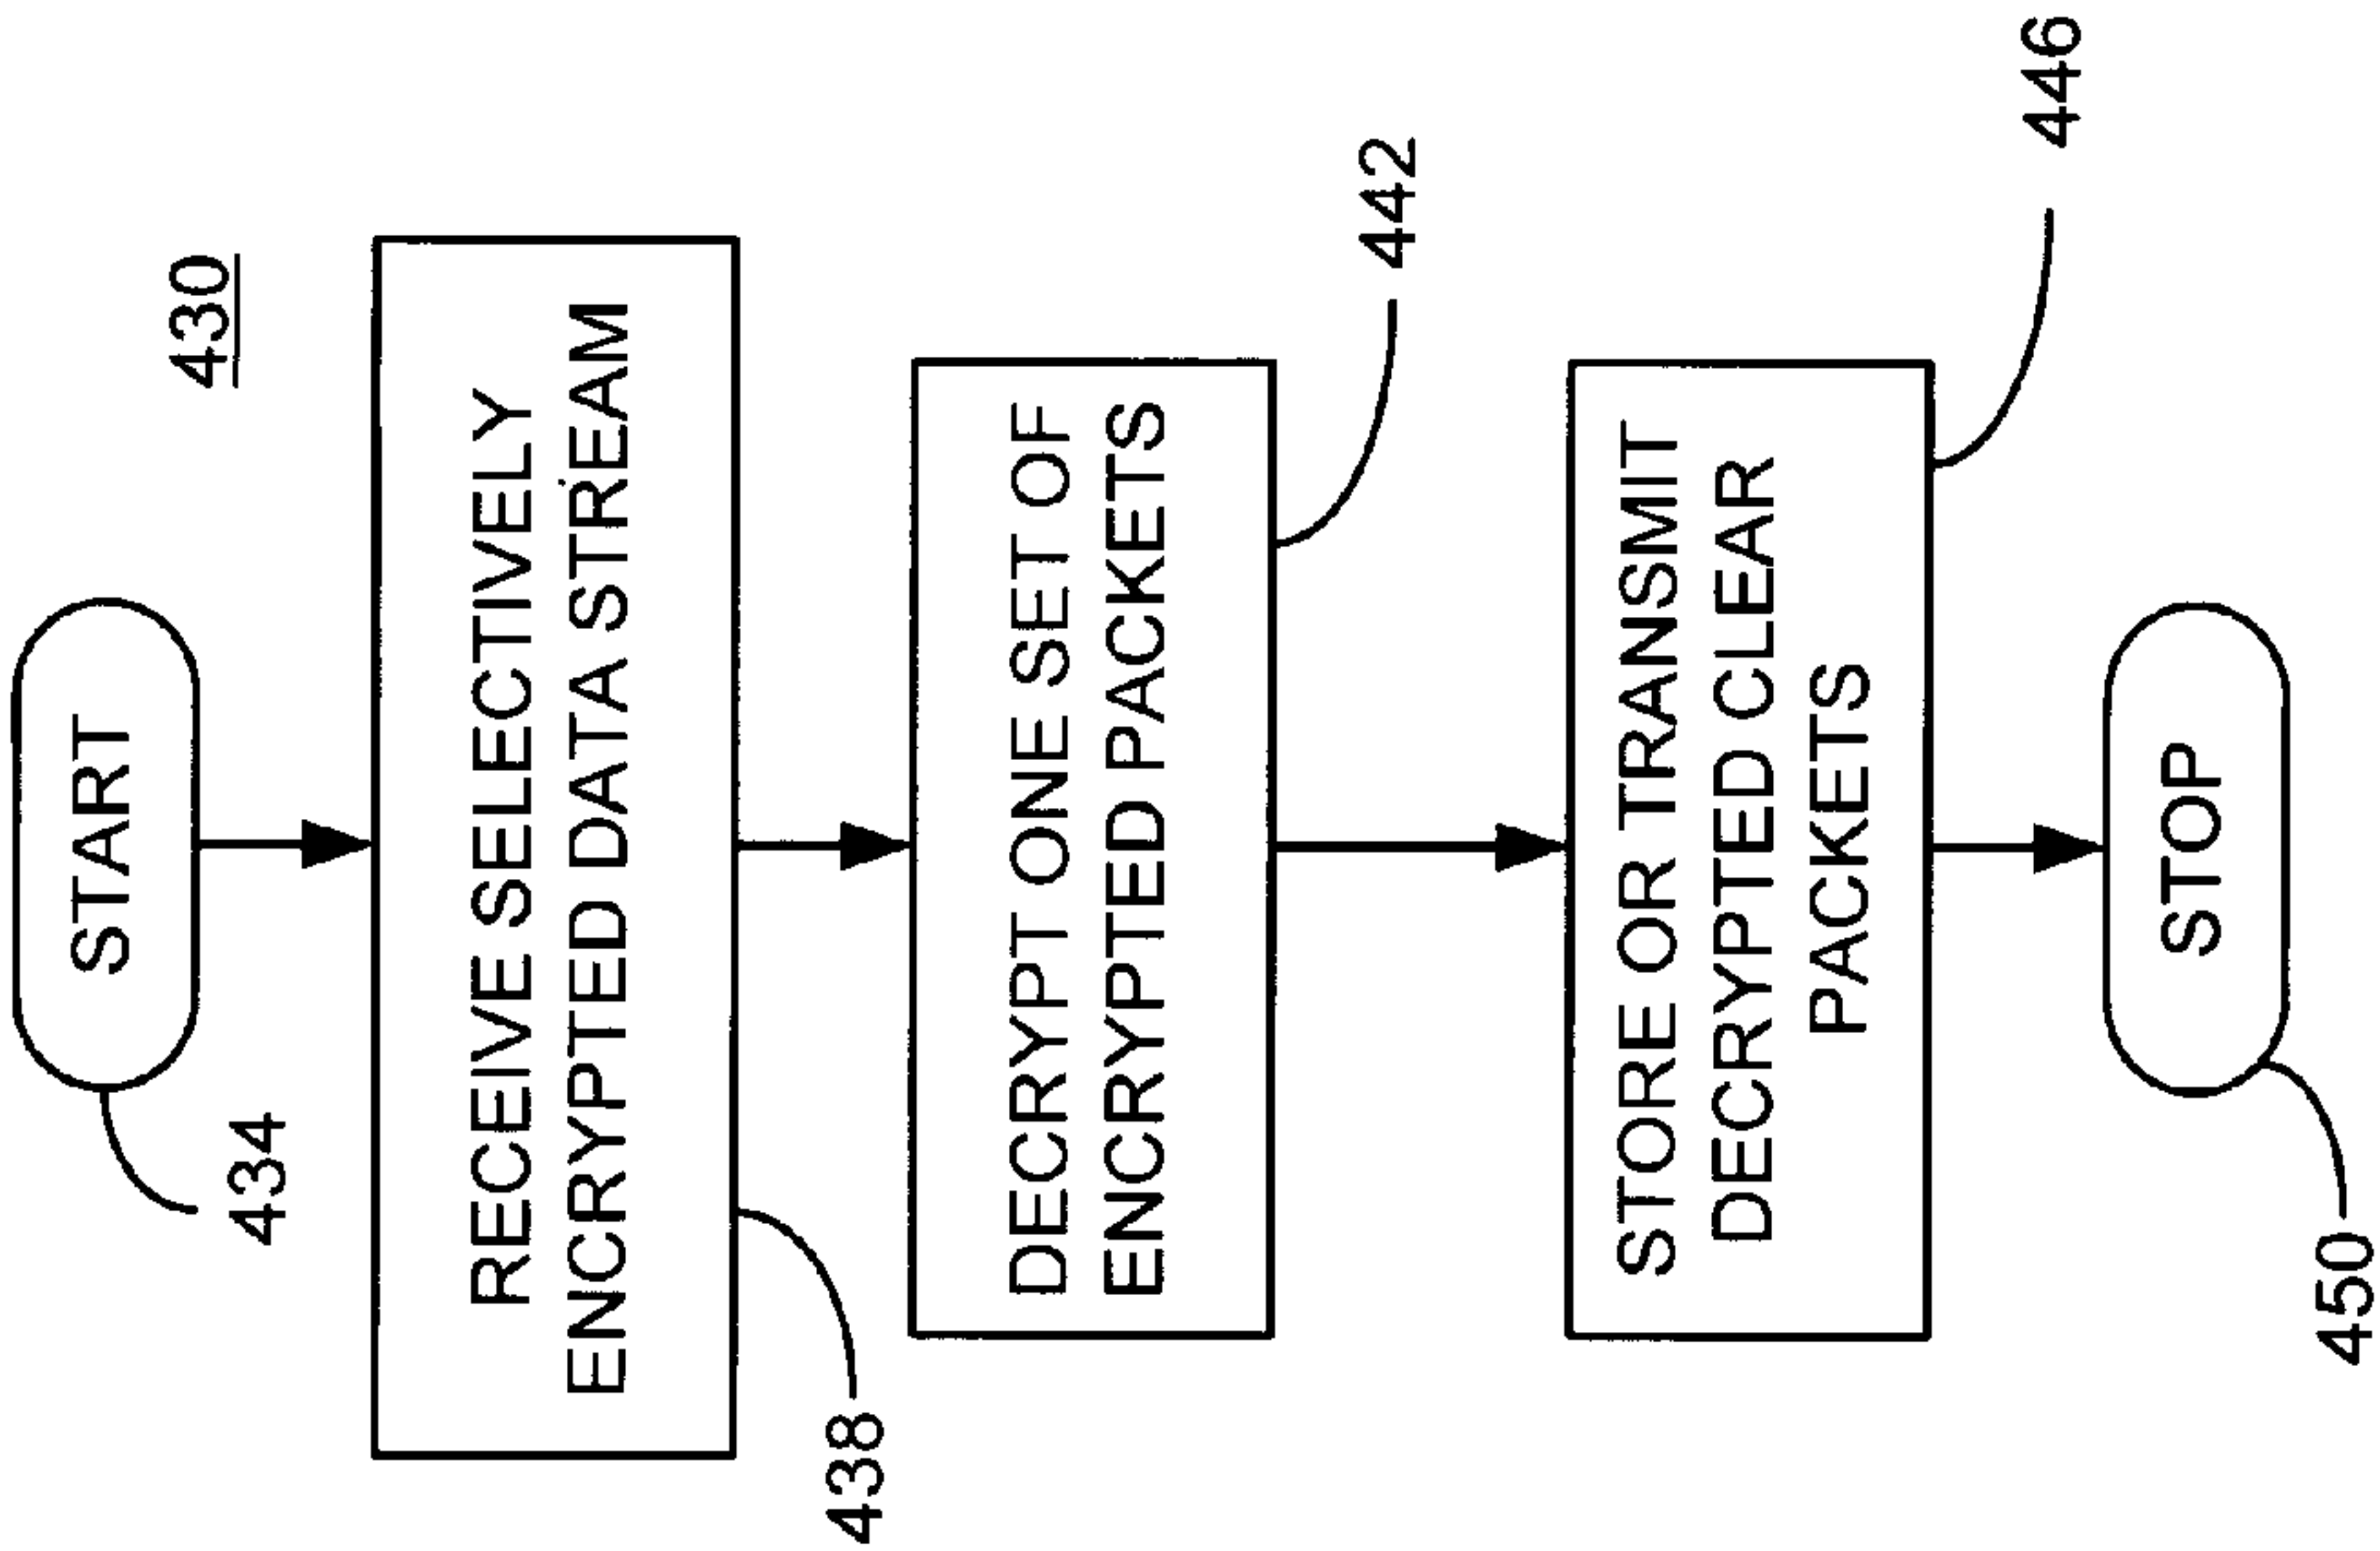 430
START
434
RECEIVE SELECTIVELY
ENCRYPTED DATA STREAM
438
DECRYPT ONE SET OF
ENCRYPTED PACKETS
442
STORE OR TRANSMIT
DECRYPTED CLEAR
PACKETS
446
STOP
450